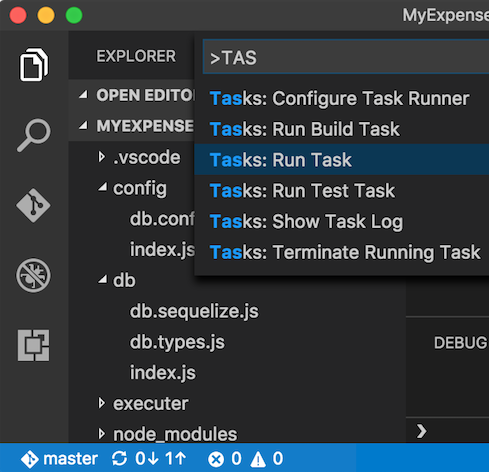 MyExpense
EXPLORER
>TAS
OPEN EDITO
Tasks: Configure Task Runner
MYEXPENSE
Tasks: Run Build Task
.vscode
Tasks: Run Task
config
Tasks: Run Test Task
db.conf
Tasks: Show Task Log
index.js
Tasks: Terminate Running Task
db
db.sequelize.js
db.types.js
DEBUG
index.js
executer
node_modules
master 0↓ 1↑ 0 0